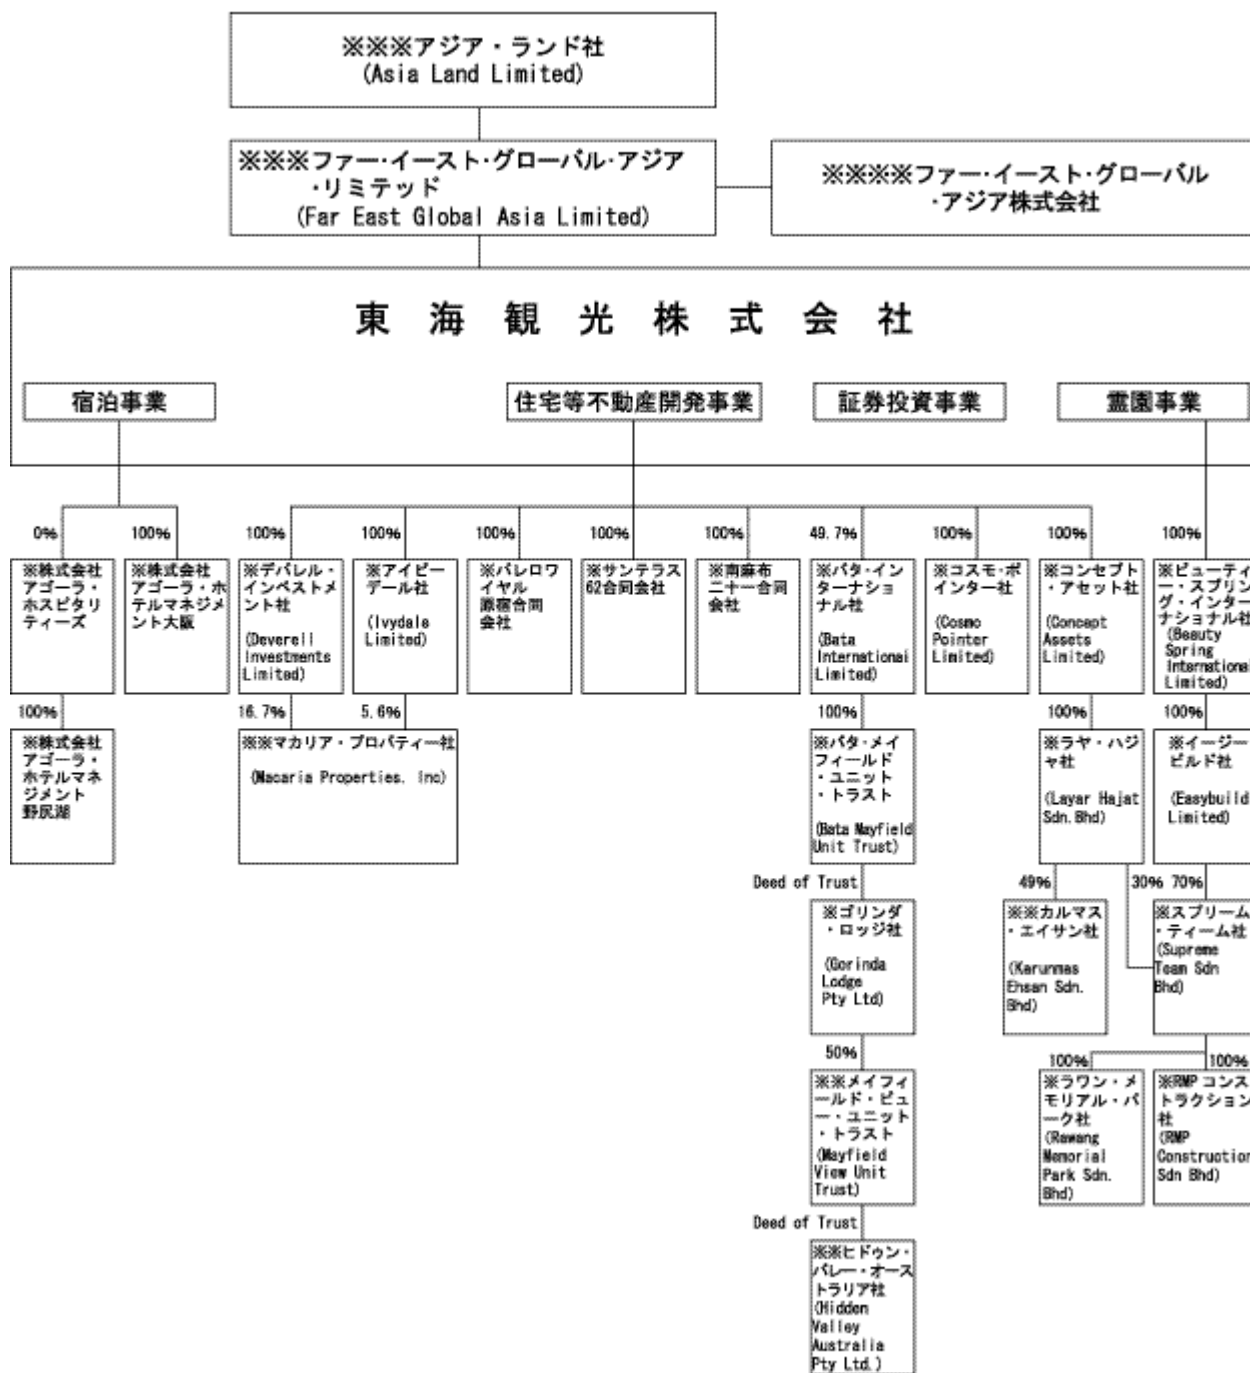 ※※※アジア・ランド社
(Asia Land Limited)
※※※ファー・イースト・グローバル・アジア
・リミテッド
(Far East Global Asia Limited)
※※※※ファー・イースト・グローバル
・アジア株式会社
東海観光株式会社
宿泊事業
住宅等不動産開発事業
証券投資事業
霊園事業
0%
100%
100%
100%
100%
100%
100%
49.7%
100%
100%
100%
※株式会社
アゴーラ・
ホスピタリ
ティーズ
※株式会社
アゴーラ・ホ
テルマネジメ
ント大阪
※デバレル・
インベストメ
ント社
(Deverell
Investments
Limited)
※アイビー
デール社
(Ivydale
Limited)
※パレロワ
イヤル
原宿合同
会社
※サンテラス
62合同会社
※南麻布
二十一合同
会社
※バタ・イン
ターナショ
ナル社
(Bata
International
Limited)
※コスモ・ポ
インター社
(Cosmo
Pointer
Limited)
※コンセプト
・アセット社
(Concept
Assets
Limited)
※ビューティ
ー・スプリン
グ・インター
ナショナル社
(Beauty
Spring
International
Limited)
100%
16.7%
5.6%
100%
100%
100%
※株式会社
アゴーラ・
ホテルマネ
ジメント
野尻湖
※※マカリア・プロパティー社
(Macaria Properties. Inc)
※バタ・メイ
フィールド
・ユニット
・トラスト
(Bata Mayfield
Unit Trust)
※ラヤ・ハジ
ャ社
(Layar Hajat
Sdn.Bhd)
※イージー
ビルド社
(Easybuild
Limited)
Deed of Trust
49%
30%
70%
※ゴリンダ
・ロッジ社
(Gorinda
Lodge
Pty Ltd)
※※カルマス
・エイサン社
(Karunmas
Ehsan Sdn.
Bhd)
※スプリーム
・ティーム社
(Supreme
Team Sdn
Bhd)
50%
100%
100%
※※メイフィ
ールド・ビュ
ー・ユニット
・トラスト
(Mayfield
View Unit
Trust)
※ラワン・メ
モリアル・パ
ーク社
(Rawang
Memorial
Park Sdn.
Bhd)
※RMPコンス
トラクション
社
(RMP
Construction
Sdn Bhd)
Deed of Trust
※※ヒドゥン・
バレー・オース
トラリア社
(Hidden
Valley
Australia
Pty Ltd.)